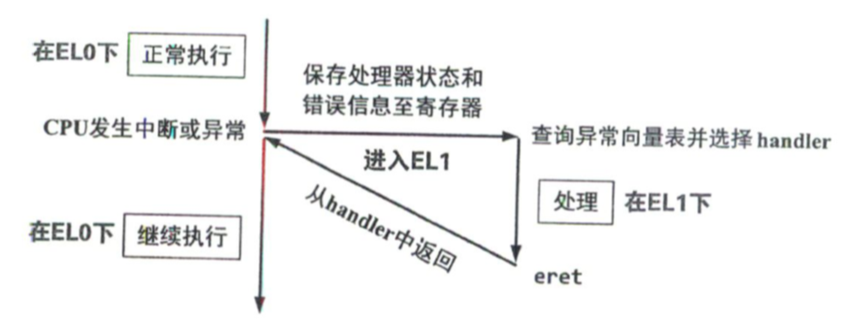 在EL0下 正常执行
保存处理器状态和
错误信息至寄存器
CPU发生中断或异常
查询异常向量表并选择 handler
进入EL1
处理 在EL1下
从handler中返回
在EL0下 继续执行
eret